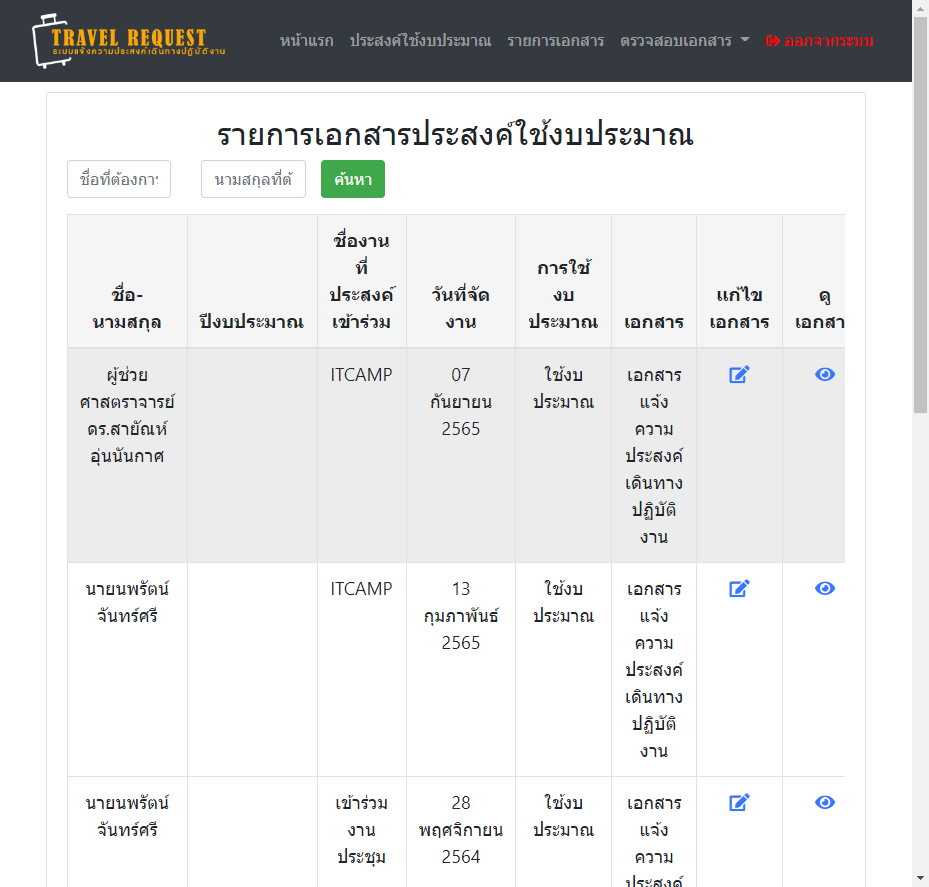 TRAVEL REQUEST
ระบบแจ้งความประสงค์เดินทางปฏิบัติงาน
หน้าแรก ประสงค์ใช้งบประมาณ รายการเอกสาร ตรวจสอบเอกสาร ออกจากระบบ
รายการเอกสารประสงค์ใช้งบประมาณ
ชื่อที่ต้องการ นามสกุลที่ต้ ค้นหา
ชื่อ-
นามสกุล
ปีงบประมาณ
ชื่องาน
ที่
ประสงค์
เข้าร่วม
วันที่จัด
งาน
การใช้
งบ
ประมาณ
เอกสาร
แก้ไข
เอกสาร
ดู
เอกสา
ผู้ช่วย
ศาสตราจารย์
ดร.สายัณห์
อุ่นนันกาศ
ITCAMP
07
กันยายน
2565
ใช้งบ
ประมาณ
เอกสาร
แจ้ง
ความ
ประสงค์
เดินทาง
ปฏิบัติ
งาน
นายนพรัตน์
จันทร์ศรี
ITCAMP
13
กุมภาพันธ์
2565
ใช้งบ
ประมาณ
เอกสาร
แจ้ง
ความ
ประสงค์
เดินทาง
ปฏิบัติ
งาน
นายนพรัตน์
จันทร์ศรี
เข้าร่วม
งาน
ประชุม
28
พฤศจิกายน
2564
ใช้งบ
ประมาณ
เอกสาร
แจ้ง
ความ
ประสงค์